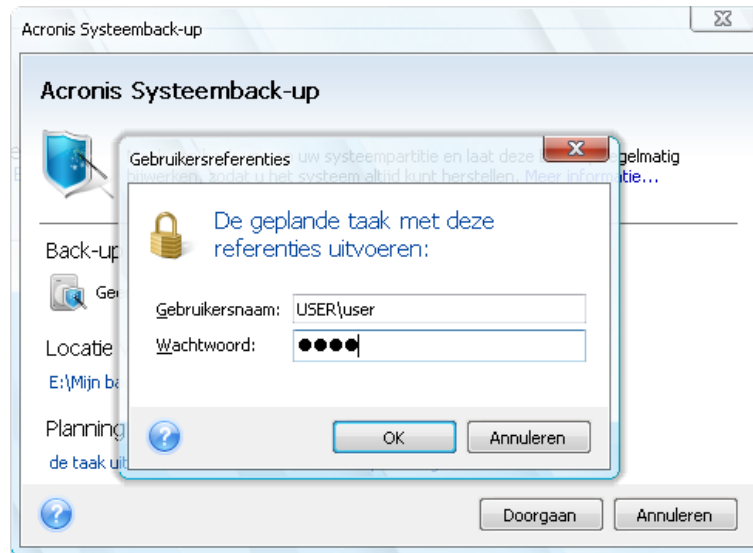 Acronis Systeemback-up
Acronis Systeemback-up
uw systeempartitie en laat deze gelmatig
bijwerken, zodat u het systeem altijd kunt herstellen. Meer informatie...
Gebruikersreferenties
De geplande taak met deze
referenties uitvoeren:
Gebruikersnaam: USER\user
Wachtwoord: ●●●●
OK Annuleren
Back-up
Ge
Locatie
E:\Mijn ba
Planning
de taak uit
Doorgaan Annuleren